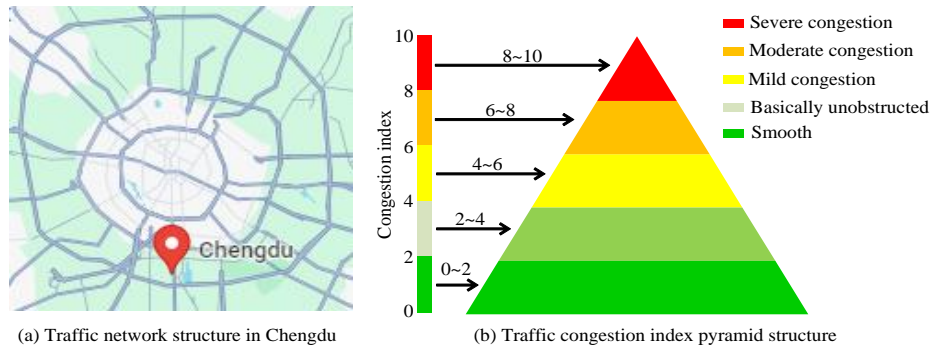 Chengdu
(a) Traffic network structure in Chengdu
Congestion index
10
8
6
4
2
0
8~10
6~8
4~6
2~4
0~2
Severe congestion
Moderate congestion
Mild congestion
Basically unobstructed
Smooth
(b) Traffic congestion index pyramid structure